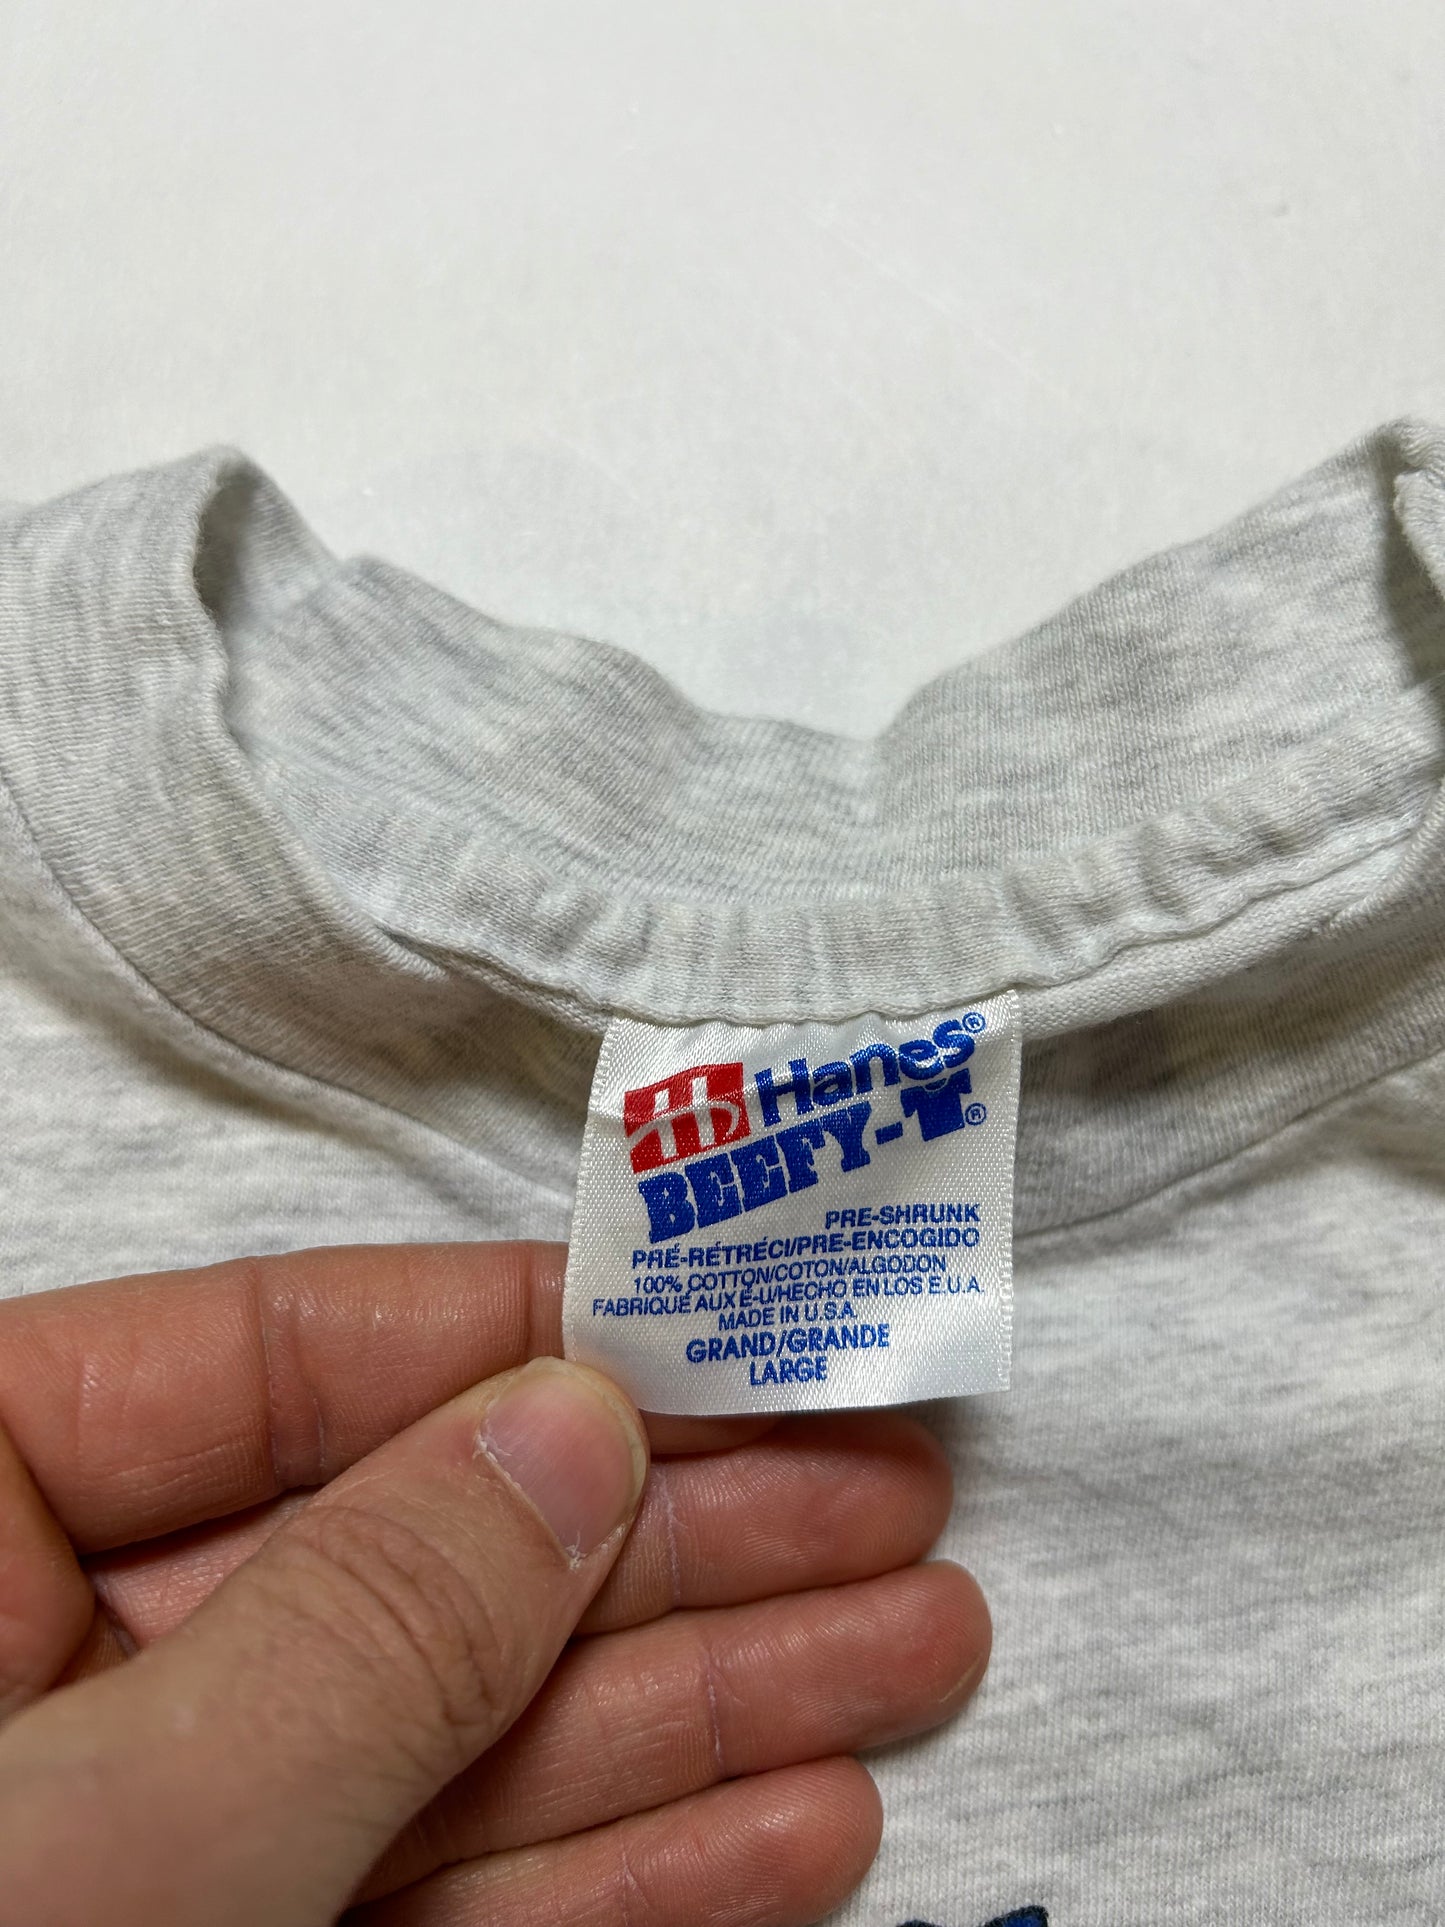 Hanes®
BEEFY-T®
PRE-SHRUNK
PRÉ-RÉTRÉCI/PRE-ENCOGIDO
100% COTTON/COTON/ALGODON
FABRIQUÉ AUX É-U/HECHO EN LOS E.U.A.
MADE IN U.S.A.
GRAND/GRANDE
LARGE